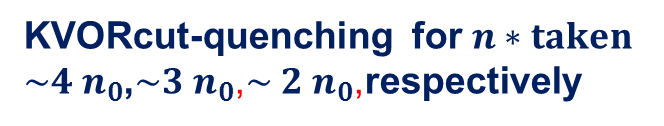 KVORcut-quenching for n ∗ taken
~4 n₀,~3 n₀,~ 2 n₀,respectively